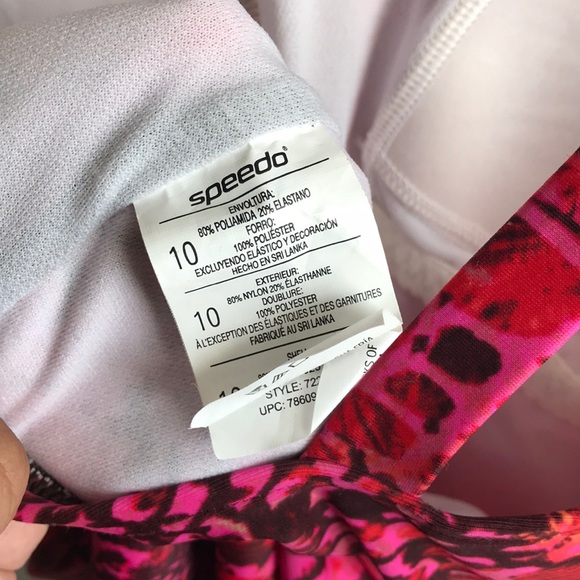 speedo
ENVOLTURA:
80% POLIAMIDA 20% ELASTANO
10
FORRO:
100% POLIÉSTER
EXCLUYENDO ELÁSTICO Y DECORACIÓN
HECHO EN SRI LANKA
EXTERIEUR:
80% NYLON 20% ÉLASTHANNE
10
DOUBLURE:
100% POLYESTER
À L'EXCEPTION DES ÉLASTIQUES ET DES GARNITURES
FABRIQUÉ AU SRI LANKA
STYLE:
UPC: